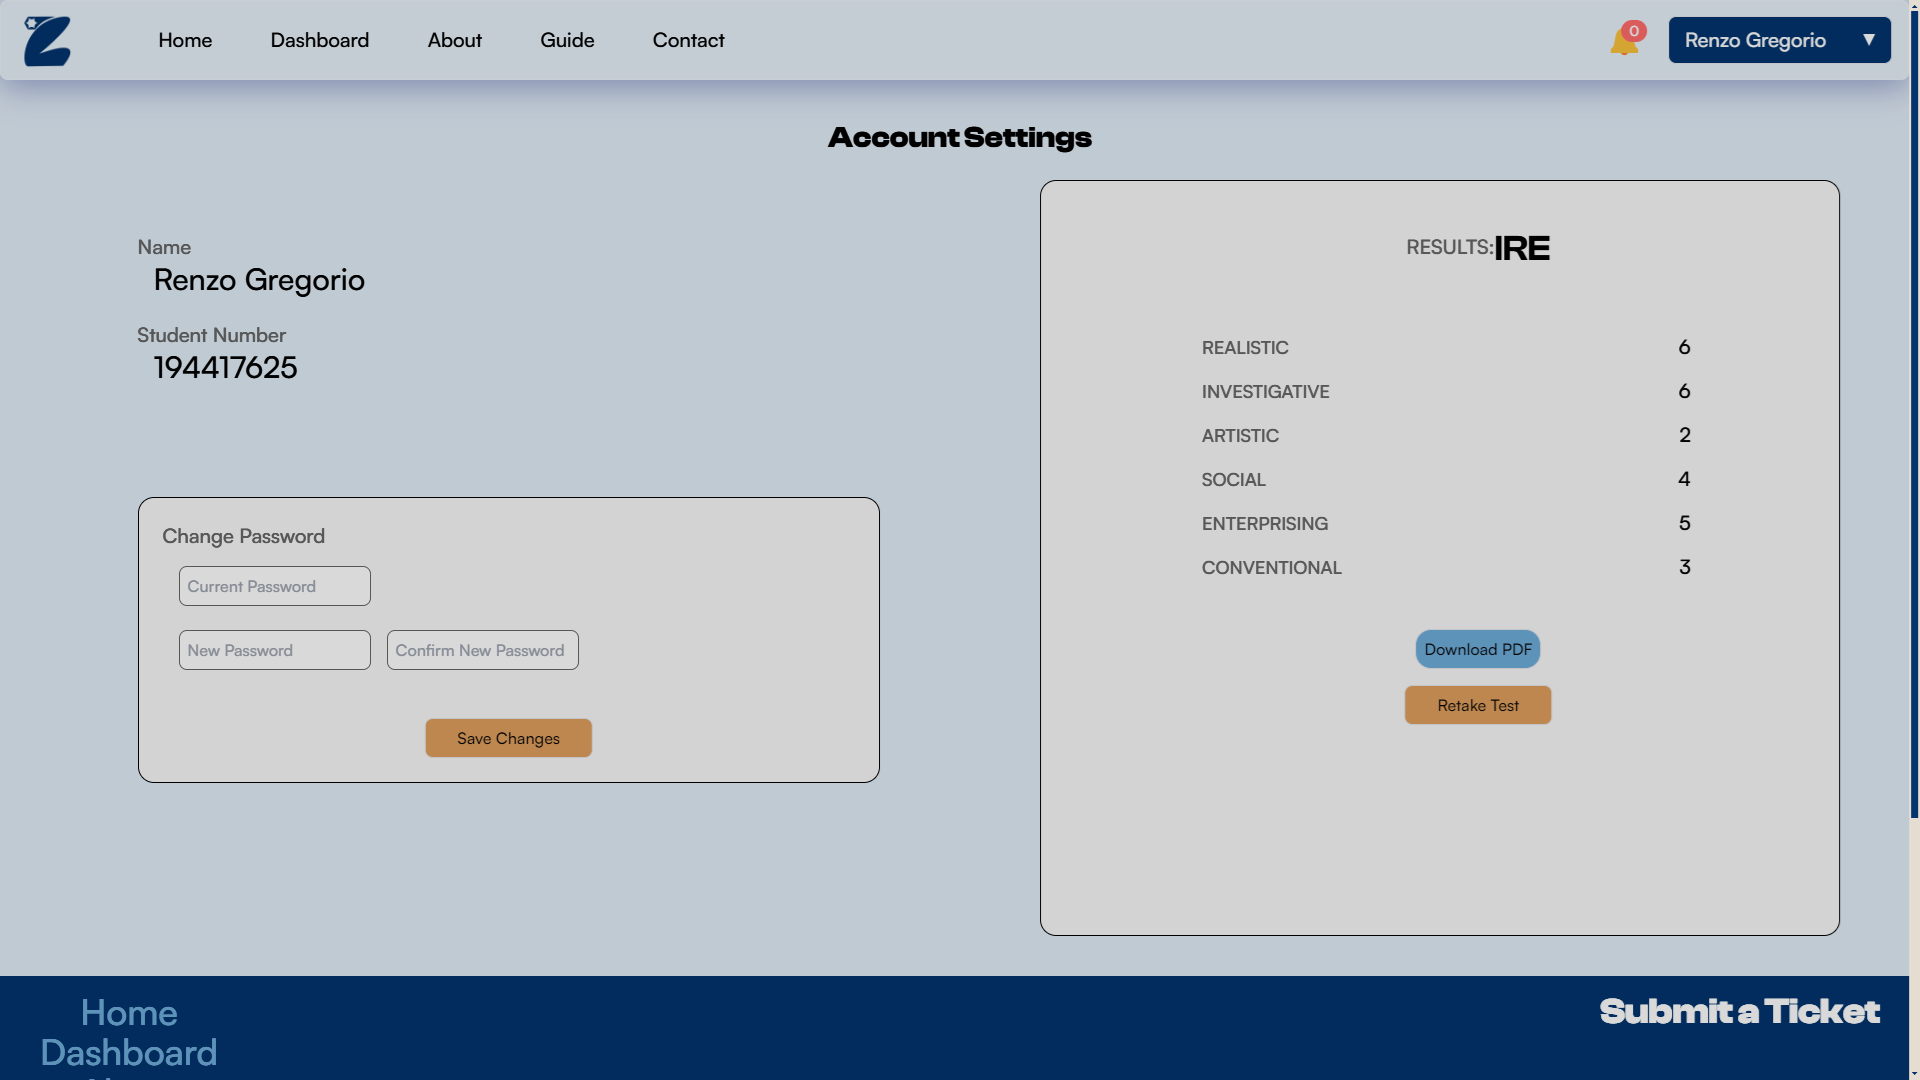 Home Dashboard About Guide Contact 0 Renzo Gregorio ▼
Account Settings
Name
Renzo Gregorio
Student Number
194417625
Change Password
Current Password
New Password Confirm New Password
Save Changes
RESULTS:IRE
REALISTIC 6
INVESTIGATIVE 6
ARTISTIC 2
SOCIAL 4
ENTERPRISING 5
CONVENTIONAL 3
Download PDF
Retake Test
Home
Dashboard
Submit a Ticket